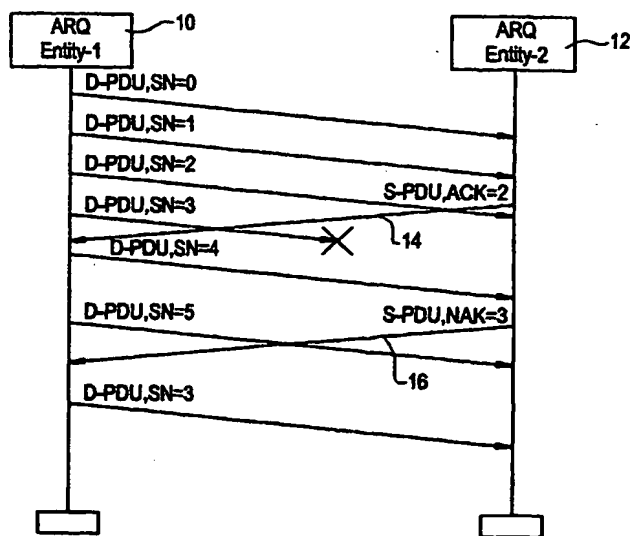 ARQ
Entity-1
10
ARQ
Entity-2
12
D-PDU,SN=0
D-PDU,SN=1
D-PDU,SN=2
S-PDU,ACK=2
D-PDU,SN=3
14
D-PDU,SN=4
D-PDU,SN=5
S-PDU,NAK=3
16
D-PDU,SN=3